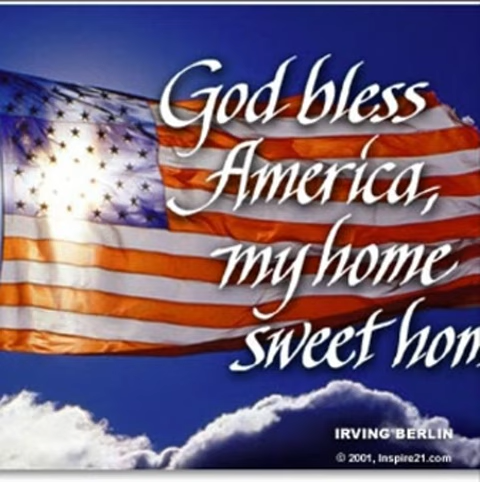 God bless
America,
my home
sweet hom
IRVING BERLIN
© 2001, Inspire21.com